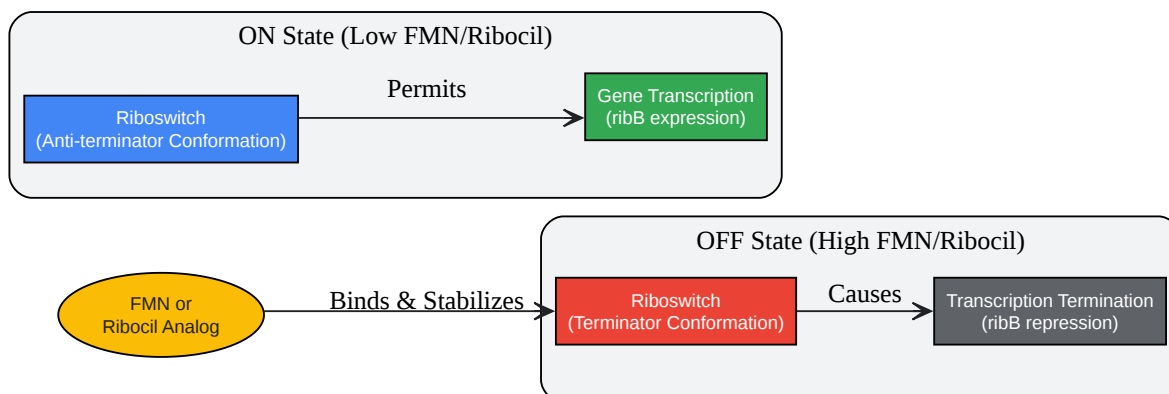 ON State (Low FMN/Ribocil)
Permits
Riboswitch
(Anti-terminator Conformation)
Gene Transcription
(ribB expression)
OFF State (High FMN/Ribocil)
FMN or
Ribocil Analog
Binds & Stabilizes
Riboswitch
(Terminator Conformation)
Causes
Transcription Termination
(ribB repression)